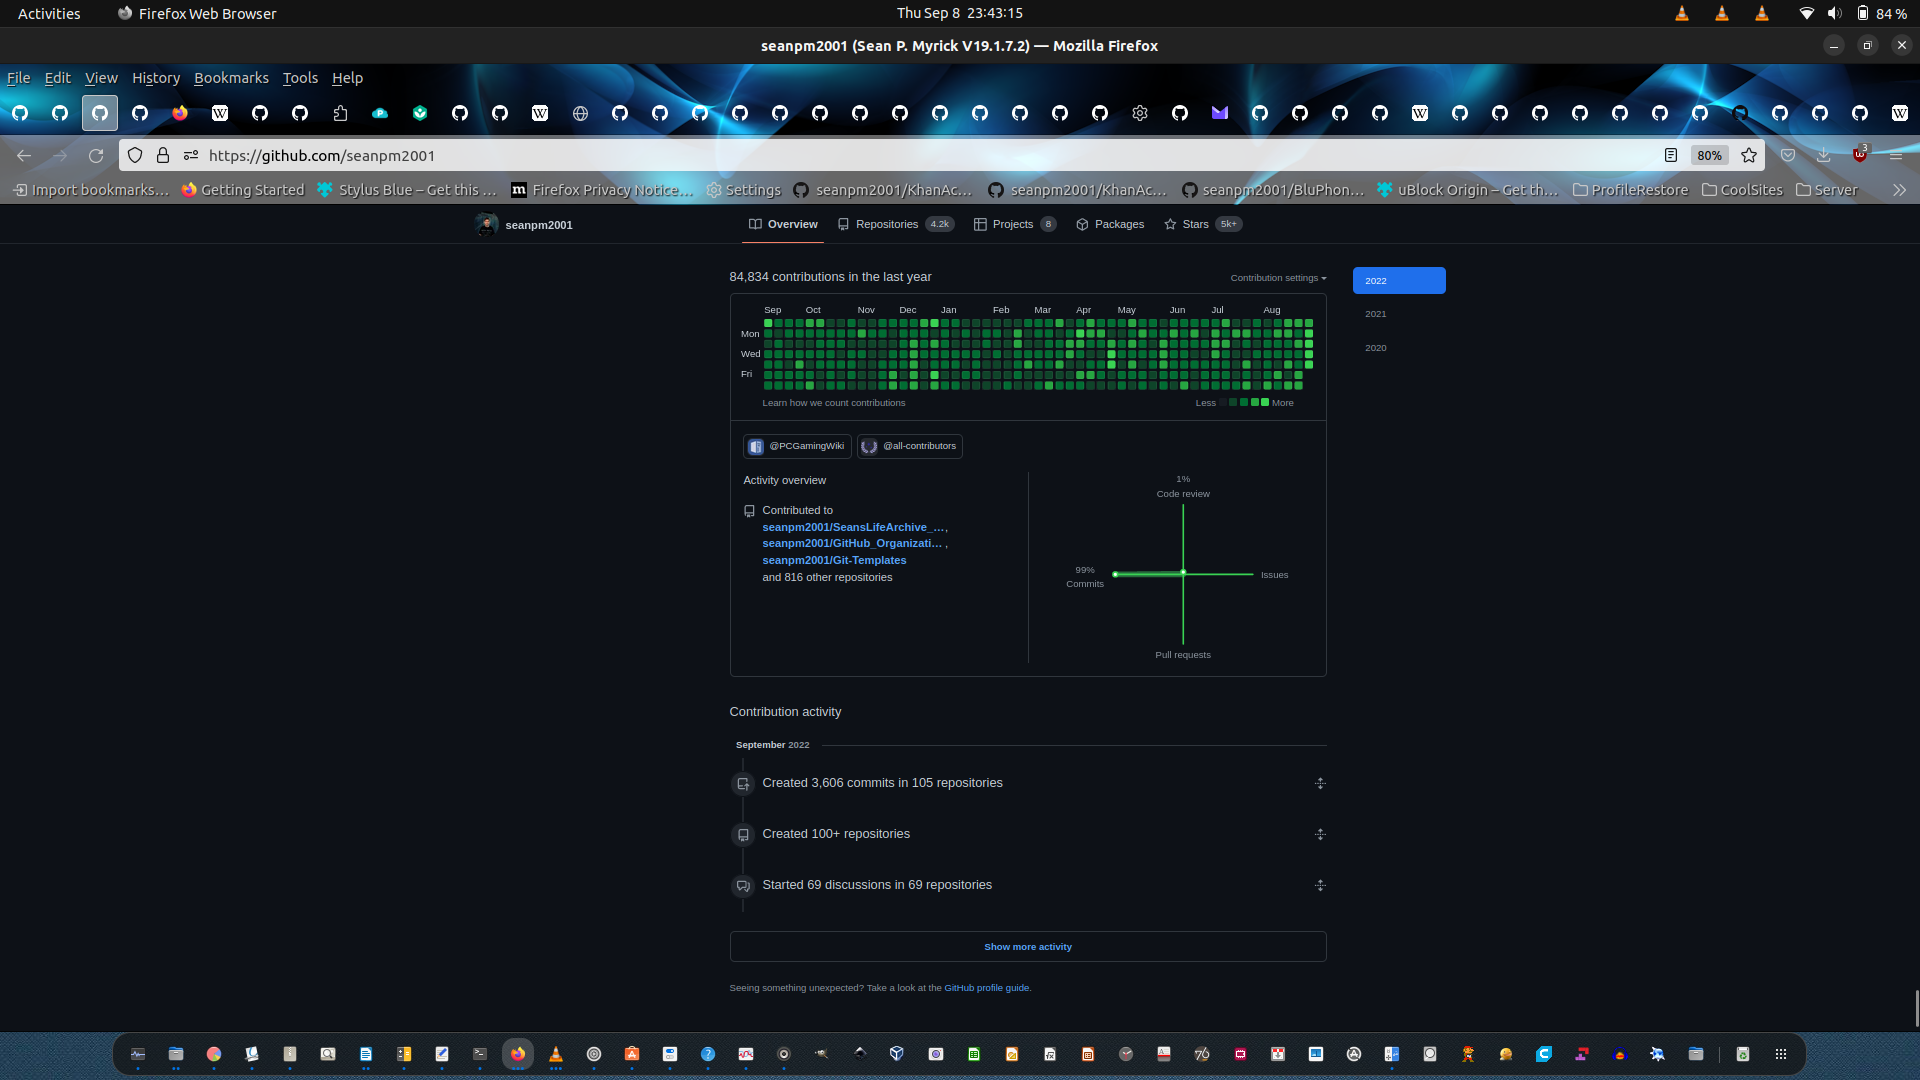 Activities Firefox Web Browser Thu Sep 8 23:43:15 84 %
seanpm2001 (Sean P. Myrick V19.1.7.2) — Mozilla Firefox
File Edit View History Bookmarks Tools Help
https://github.com/seanpm2001 80% 3
Import bookmarks… Getting Started Stylus Blue – Get this … Firefox Privacy Notice… Settings seanpm2001/KhanAc… seanpm2001/KhanAc… seanpm2001/BluPhon… uBlock Origin – Get th… ProfileRestore CoolSites Server
seanpm2001 Overview Repositories 4.2k Projects 8 Packages Stars 5k+
84,834 contributions in the last year Contribution settings 2022
Sep Oct Nov Dec Jan Feb Mar Apr May Jun Jul Aug
2021
Mon
2020
Wed
Fri
Learn how we count contributions Less More
@PCGamingWiki @all-contributors
Activity overview
1%
Code review
Contributed to
seanpm2001/SeansLifeArchive_…,
seanpm2001/GitHub_Organizati… ,
seanpm2001/Git-Templates
and 816 other repositories
99%
Commits
Issues
Pull requests
Contribution activity
September 2022
Created 3,606 commits in 105 repositories
Created 100+ repositories
Started 69 discussions in 69 repositories
Show more activity
Seeing something unexpected? Take a look at the GitHub profile guide.